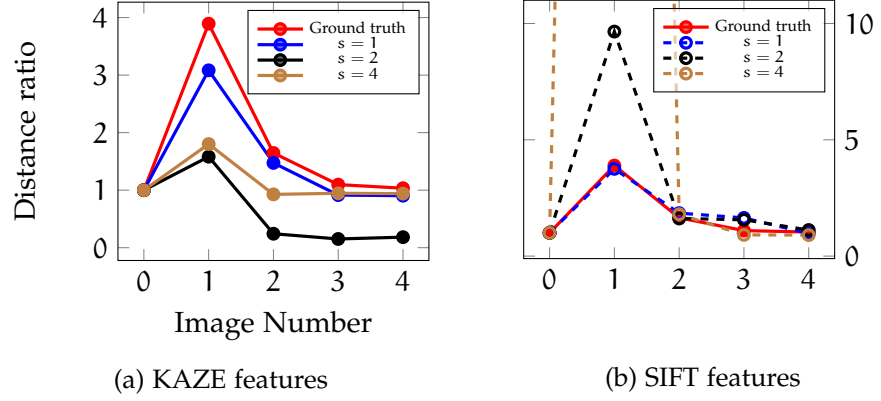 4
3
2
1
0
Distance ratio
Ground truth
s = 1
s = 2
s = 4
0 1 2 3 4
Image Number
(a) KAZE features
10
5
0
Ground truth
s = 1
s = 2
s = 4
0 1 2 3 4
(b) SIFT features